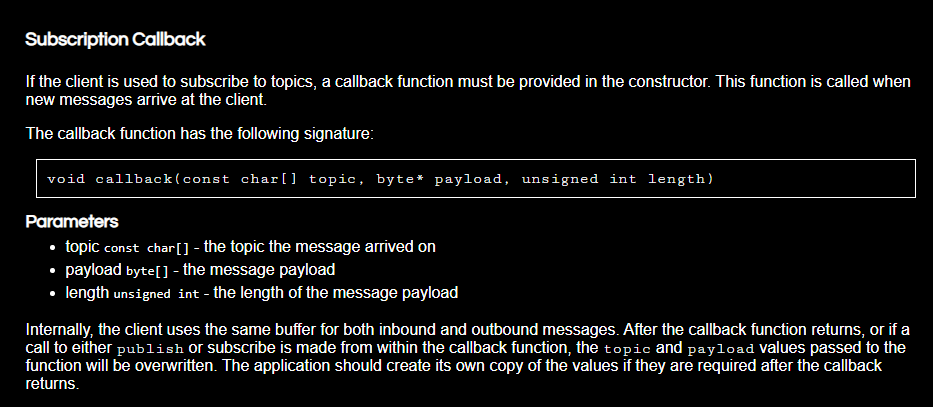 Subscription Callback
If the client is used to subscribe to topics, a callback function must be provided in the constructor. This function is called when
new messages arrive at the client.
The callback function has the following signature:
void callback(const char[] topic, byte* payload, unsigned int length)
Parameters
• topic const char[] - the topic the message arrived on
• payload byte[] - the message payload
• length unsigned int - the length of the message payload
Internally, the client uses the same buffer for both inbound and outbound messages. After the callback function returns, or if a
call to either publish or subscribe is made from within the callback function, the topic and payload values passed to the
function will be overwritten. The application should create its own copy of the values if they are required after the callback
returns.